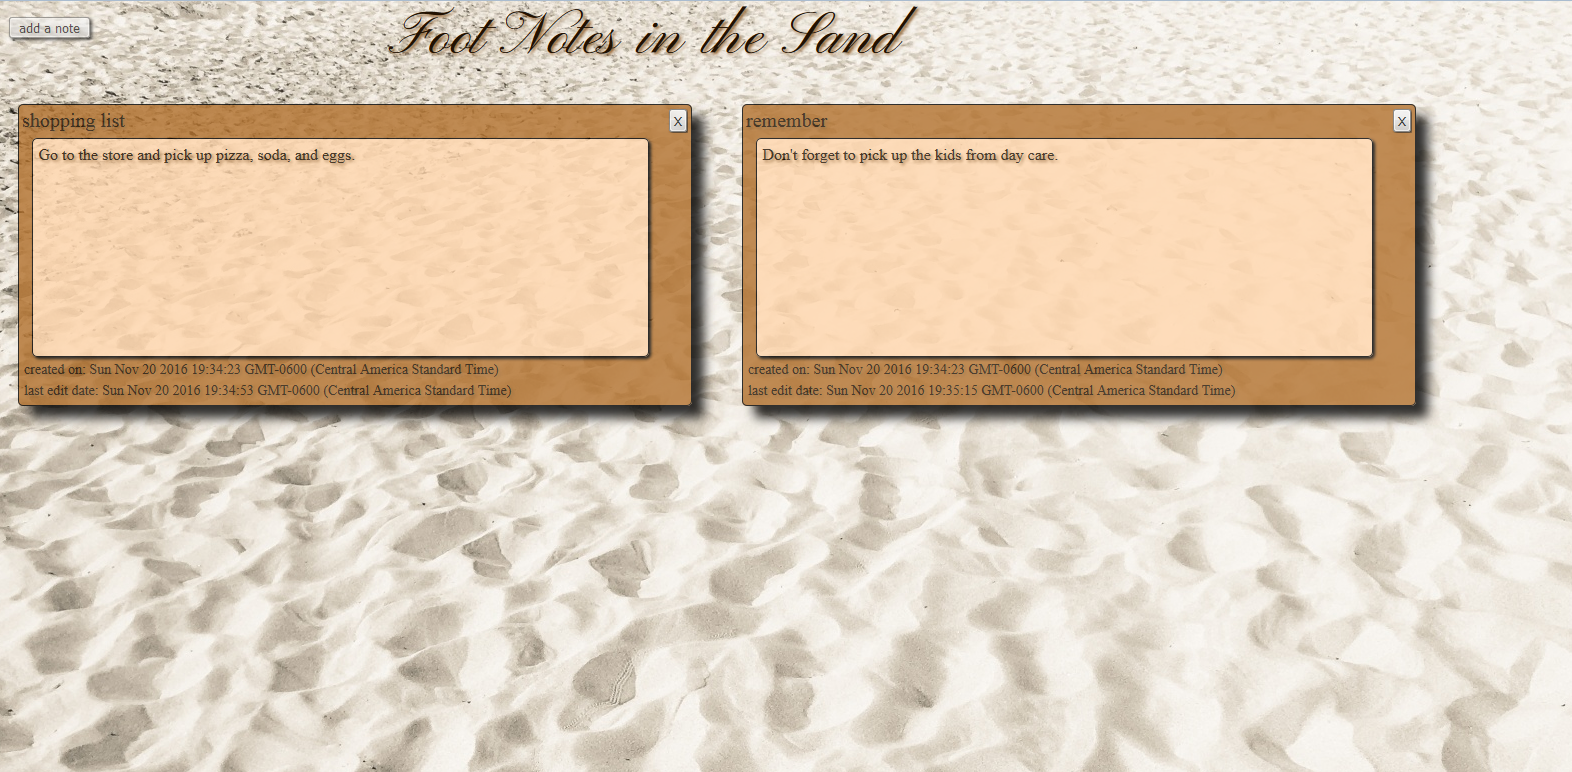 add a note
Foot Notes in the Sand
shopping list
X
Go to the store and pick up pizza, soda, and eggs.
created on: Sun Nov 20 2016 19:34:23 GMT-0600 (Central America Standard Time)
last edit date: Sun Nov 20 2016 19:34:53 GMT-0600 (Central America Standard Time)
remember
X
Don't forget to pick up the kids from day care.
created on: Sun Nov 20 2016 19:34:23 GMT-0600 (Central America Standard Time)
last edit date: Sun Nov 20 2016 19:35:15 GMT-0600 (Central America Standard Time)